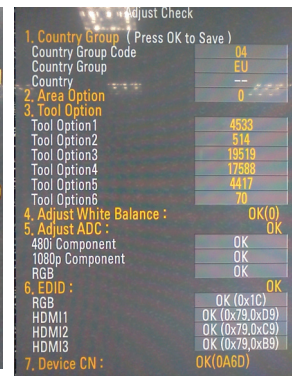 Adjust Check
1. Country Group ( Press OK to Save )
Country Group Code 04
Country Group EU
Country --
2. Area Option 0
3. Tool Option
Tool Option1 4533
Tool Option2 514
Tool Option3 19519
Tool Option4 17588
Tool Option5 4417
Tool Option6 70
4. Adjust White Balance : OK(0)
5. Adjust ADC : OK
480i Component OK
1080p Component OK
RGB OK
6. EDID : OK
RGB OK (0x1C)
HDMI1 OK (0x79,0xD9)
HDMI2 OK (0x79,0xC9)
HDMI3 OK (0x79,0xB9)
7. Device CN : OK(0A6D)